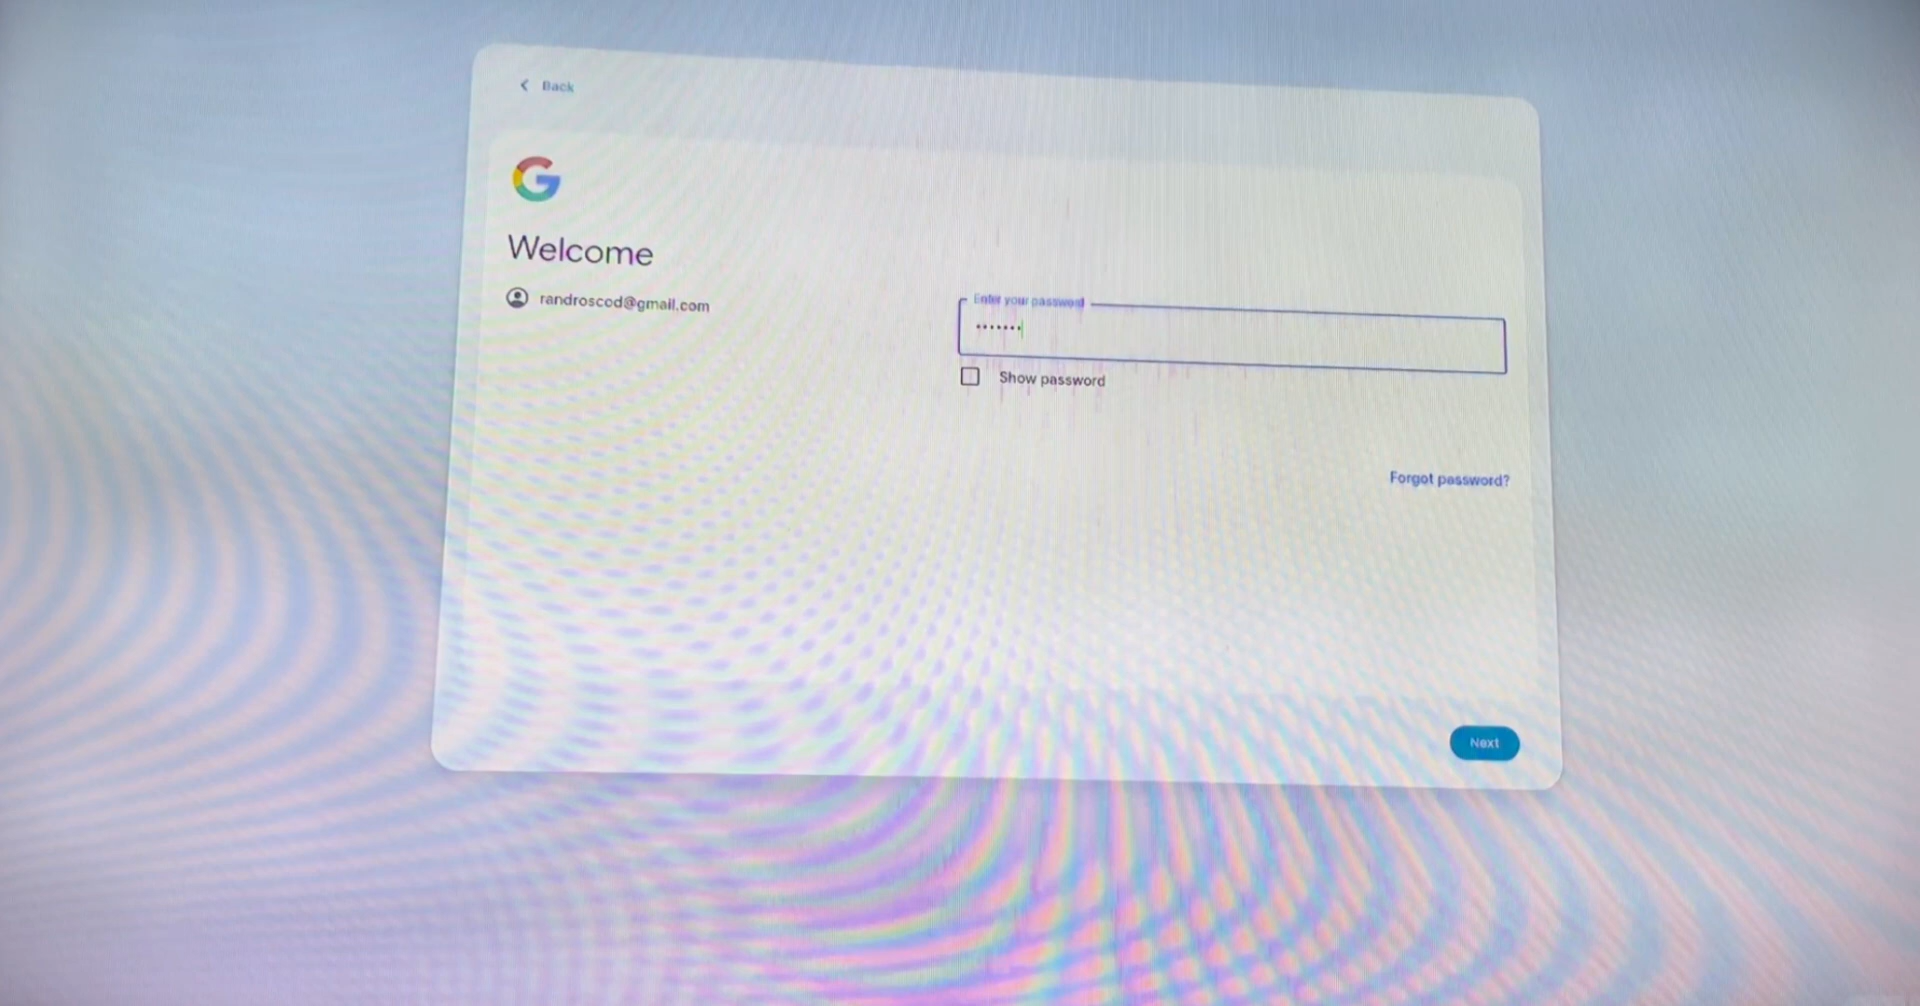 Back
Welcome
randroscod@gmail.com
Enter your password
•••••••
Show password
Forgot password?
Next